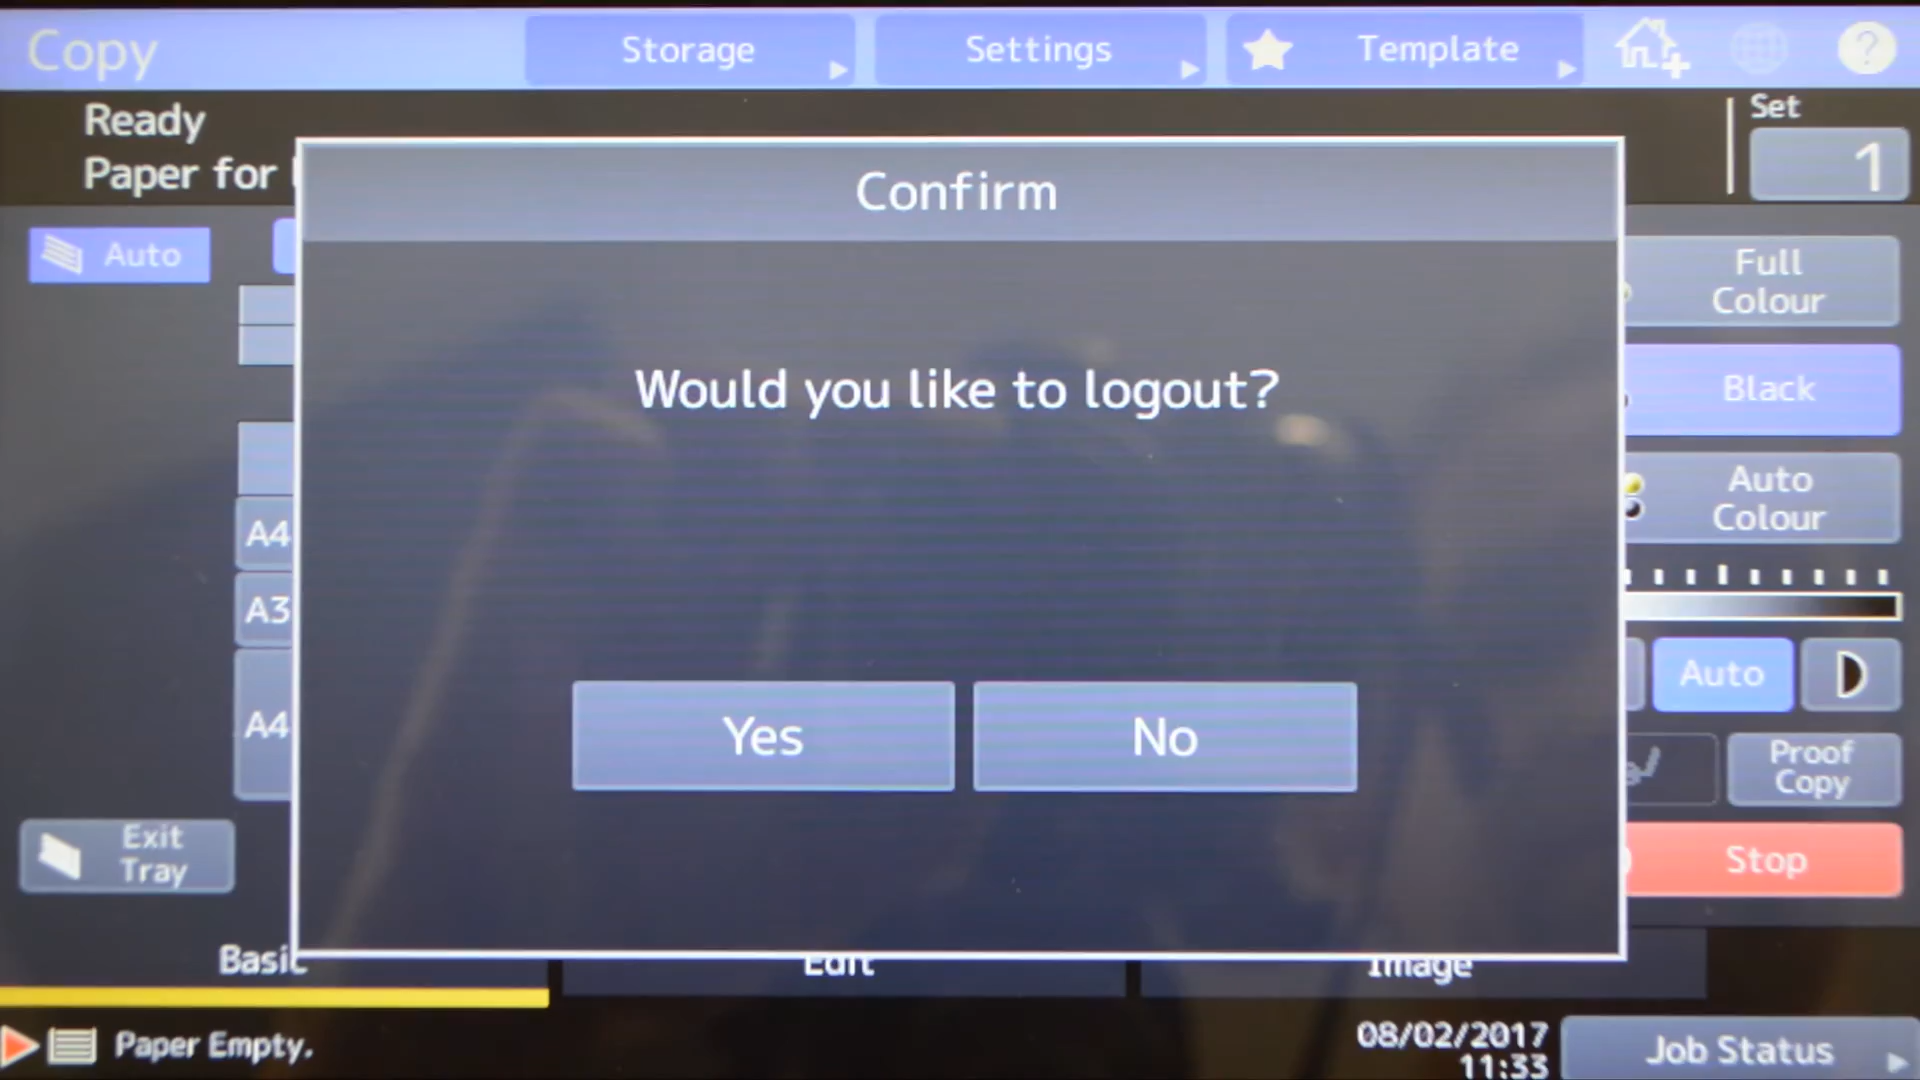 Copy
Storage
Settings
Template
?
Ready
Paper for
Set
1
Confirm
Would you like to logout?
Yes
No
Auto
A4
A3
A4
Exit
Tray
Full
Colour
Black
Auto
Colour
Auto
Proof
Copy
Stop
Basic
Edit
Image
Paper Empty.
08/02/2017
11:33
Job Status